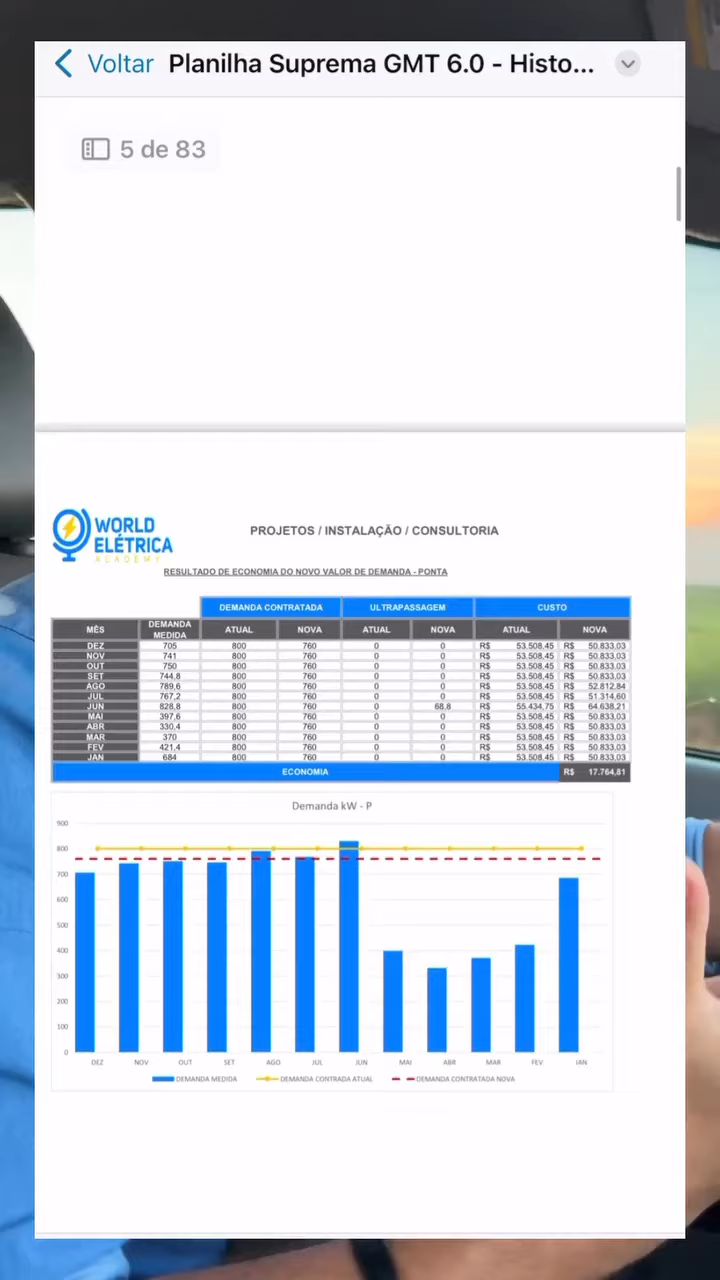 Voltar Planilha Suprema GMT 6.0 - Histo...
5 de 83
WORLD
ELÉTRICA
ACADEMY
PROJETOS / INSTALAÇÃO / CONSULTORIA
RESULTADO DE ECONOMIA DO NOVO VALOR DE DEMANDA - PONTA
DEMANDA CONTRATADA ULTRAPASSAGEM CUSTO
MÊS DEMANDA MEDIDA ATUAL NOVA ATUAL NOVA ATUAL NOVA
DEZ 705 800 760 0 0 R$ 53.508,45 R$ 50.833,03
NOV 741 800 760 0 0 R$ 53.508,45 R$ 50.833,03
OUT 750 800 760 0 0 R$ 53.508,45 R$ 50.833,03
SET 744,8 800 760 0 0 R$ 53.508,45 R$ 50.833,03
AGO 789,6 800 760 0 0 R$ 53.508,45 R$ 52.812,84
JUL 767,2 800 760 0 0 R$ 53.508,45 R$ 51.314,60
JUN 828,8 800 760 0 68,8 R$ 55.434,75 R$ 64.638,21
MAI 397,6 800 760 0 0 R$ 53.508,45 R$ 50.833,03
ABR 330,4 800 760 0 0 R$ 53.508,45 R$ 50.833,03
MAR 370 800 760 0 0 R$ 53.508,45 R$ 50.833,03
FEV 421,4 800 760 0 0 R$ 53.508,45 R$ 50.833,03
JAN 684 800 760 0 0 R$ 53.508,45 R$ 50.833,03
ECONOMIA R$ 17.764,81
Demanda kW - P
900
800
700
600
500
400
300
200
100
0
DEZ NOV OUT SET AGO JUL JUN MAI ABR MAR FEV JAN
DEMANDA MEDIDA DEMANDA CONTRADA ATUAL DEMANDA CONTRATADA NOVA